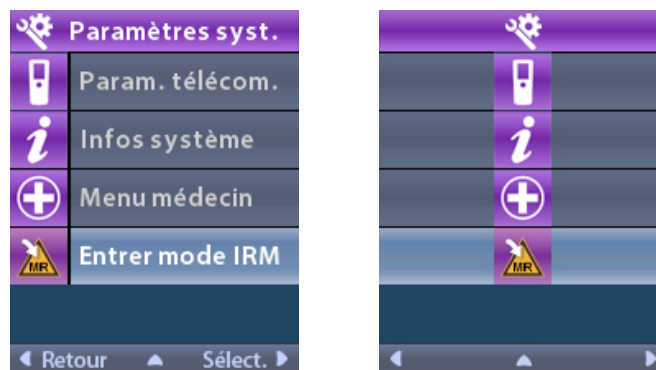 Paramètres syst.
Param. télécom.
Infos système
Menu médecin
MR Entrer mode IRM
Retour Sélect.
MR